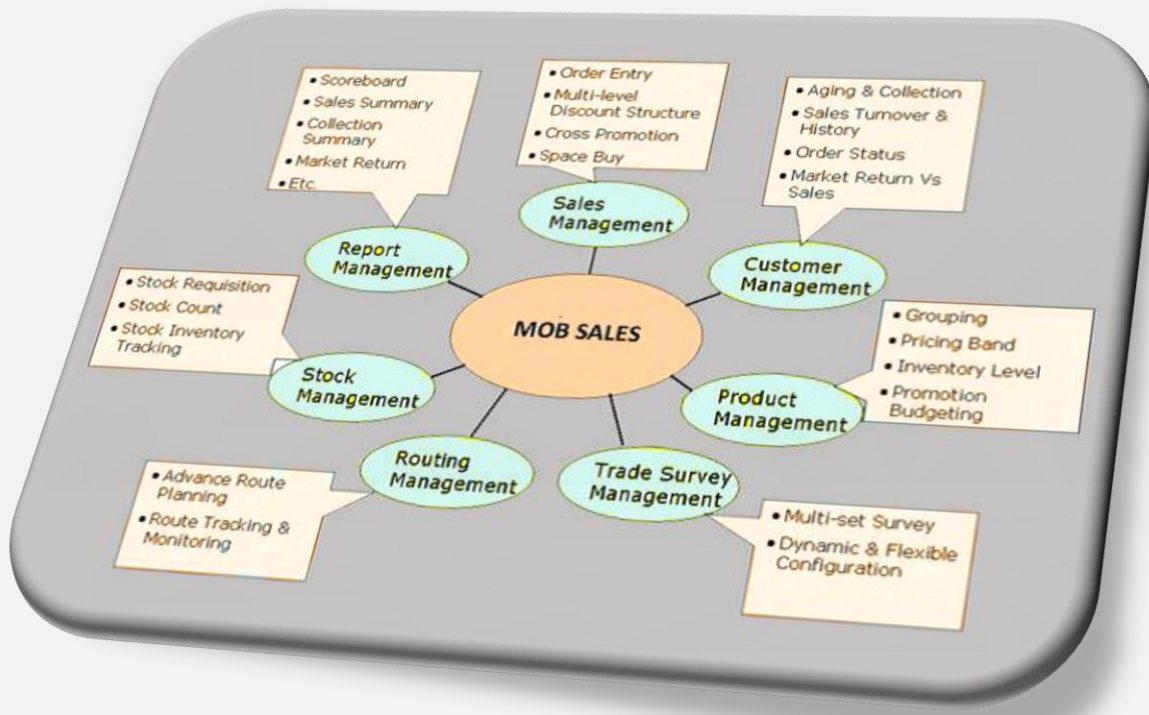 • Scoreboard
• Sales Summary
• Collection
Summary
• Market Return
• Etc.
• Order Entry
• Multi-level
Discount Structure
• Cross Promotion
• Space Buy
• Aging & Collection
• Sales Turnover &
History
• Order Status
• Market Return Vs
Sales
Sales
Management
Report
Management
Customer
Management
• Stock Requisition
• Stock Count
• Stock Inventory
Tracking
MOB SALES
• Grouping
• Pricing Band
• Inventory Level
• Promotion
Budgeting
Stock
Management
Product
Management
Routing
Management
Trade Survey
Management
• Advance Route
Planning
• Route Tracking &
Monitoring
• Multi-set Survey
• Dynamic & Flexible
Configuration